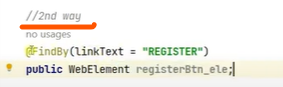 //2nd way
no usages
@FindBy(linkText = "REGISTER")
public WebElement registerBtn_ele;